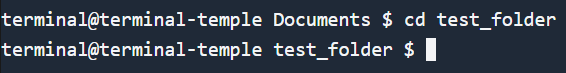 terminal@terminal-temple Documents $ cd test_folder
terminal@terminal-temple test_folder $